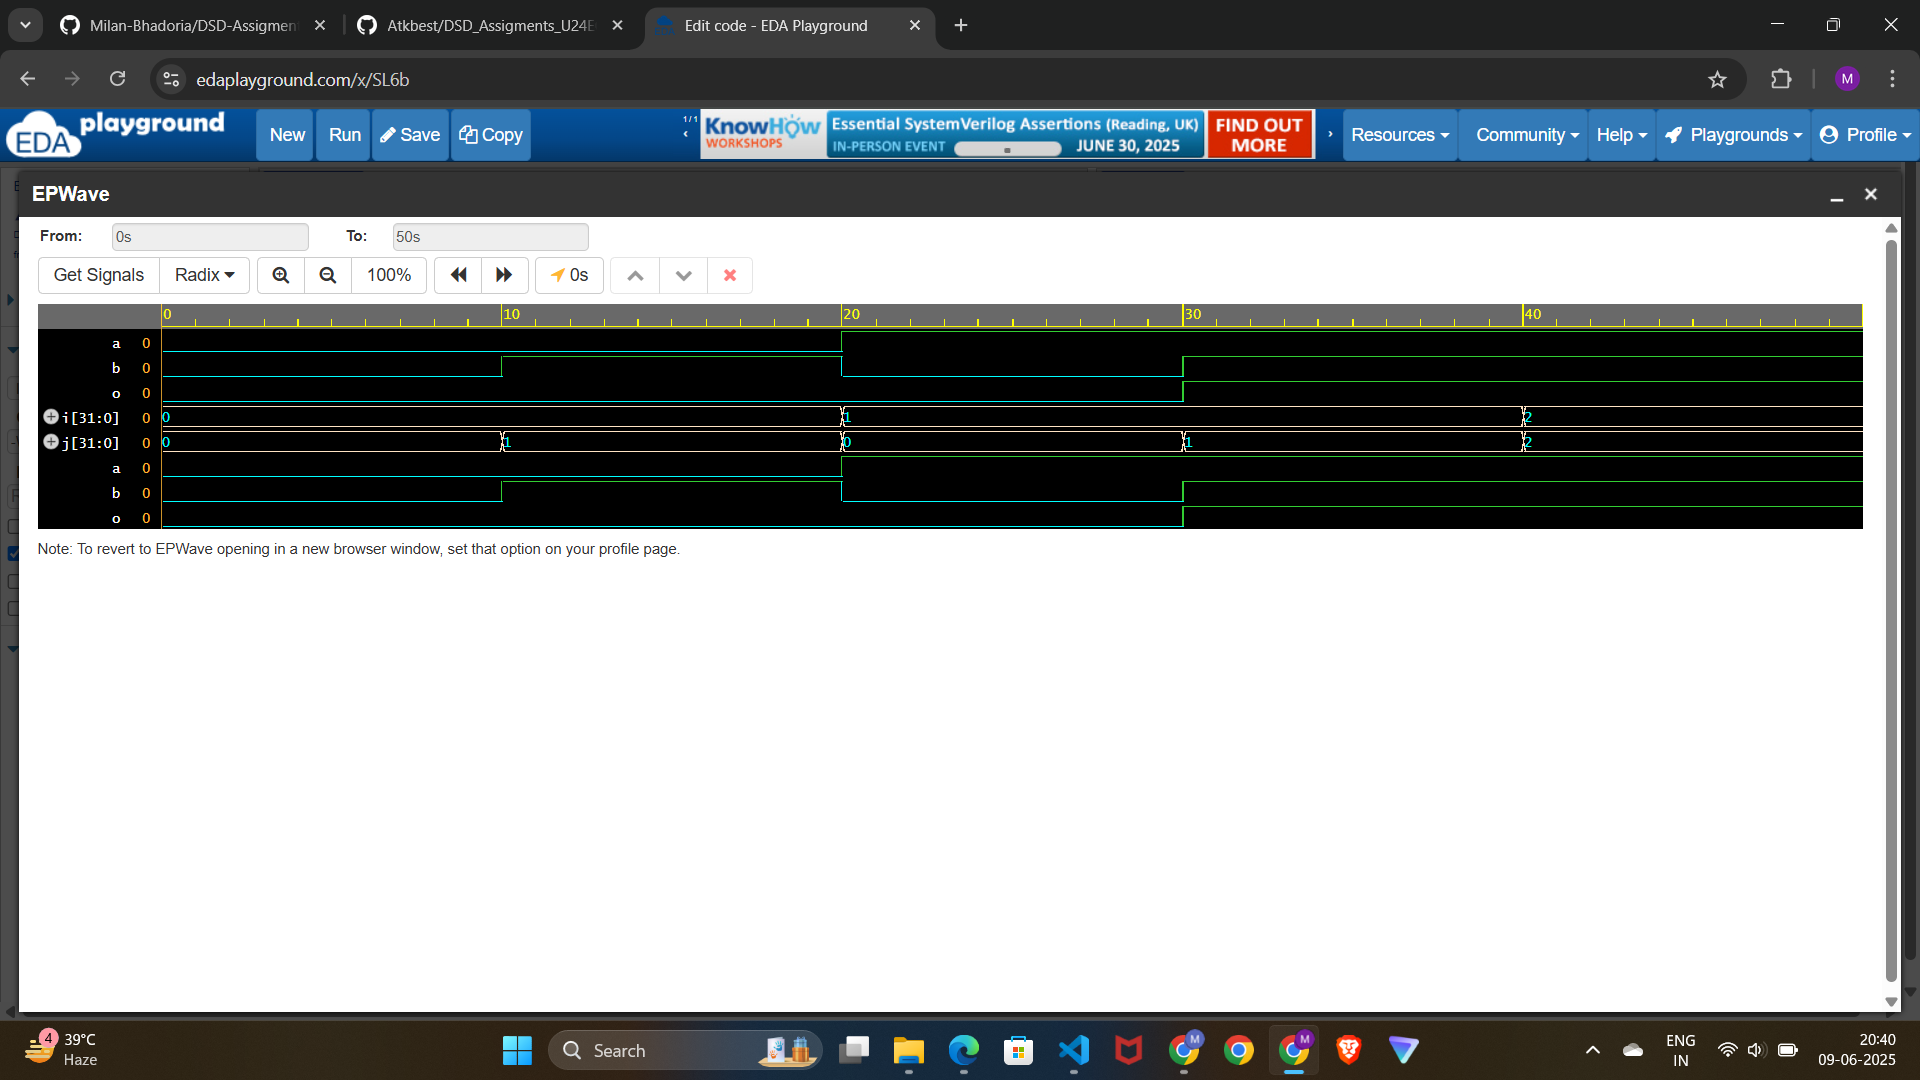 Milan-Bhadoria/DSD-Assigment
Atkbest/DSD_Assigments_U24E
Edit code - EDA Playground
edaplayground.com/x/SL6b
M
EDA playground
New
Run
Save
Copy
1/1
KnowHow WORKSHOPS
Essential SystemVerilog Assertions (Reading, UK)
IN-PERSON EVENT
JUNE 30, 2025
FIND OUT MORE
Resources
Community
Help
Playgrounds
Profile
EPWave
From:
0s
To:
50s
Get Signals
Radix
100%
0s
0 10 20 30 40
a 0
b 0
o 0
i[31:0] 0 0 1 2
j[31:0] 0 0 1 0 1 2
a 0
b 0
o 0
Note: To revert to EPWave opening in a new browser window, set that option on your profile page.
4
39°C
Haze
Search
M
M
ENG
IN
20:40
09-06-2025